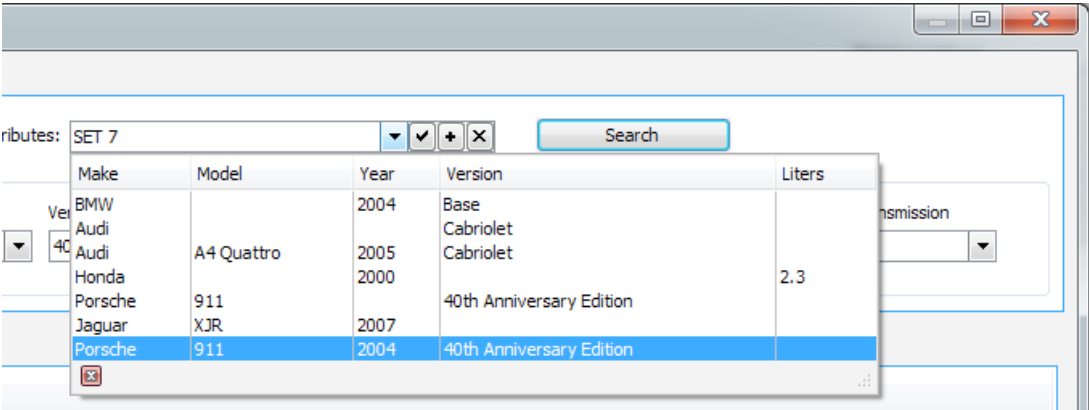 ributes: SET 7 Search
Make Model Year Version Liters
BMW 2004 Base
Ver nsmission
Audi Cabriolet
40
Audi A4 Quattro 2005 Cabriolet
Honda 2000 2.3
Porsche 911 40th Anniversary Edition
Jaguar XJR 2007
Porsche 911 2004 40th Anniversary Edition